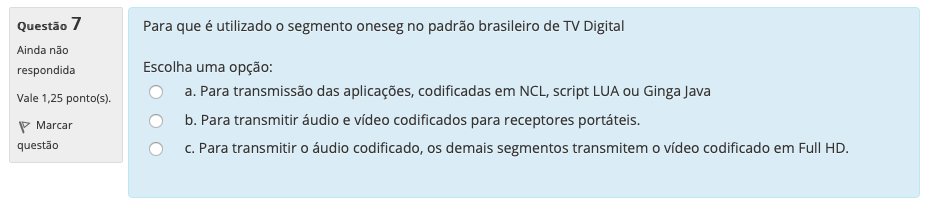 Questão 7
Ainda não
respondida
Vale 1,25 ponto(s).
Marcar
questão
Para que é utilizado o segmento oneseg no padrão brasileiro de TV Digital
Escolha uma opção:
a. Para transmissão das aplicações, codificadas em NCL, script LUA ou Ginga Java
b. Para transmitir áudio e vídeo codificados para receptores portáteis.
c. Para transmitir o áudio codificado, os demais segmentos transmitem o vídeo codificado em Full HD.